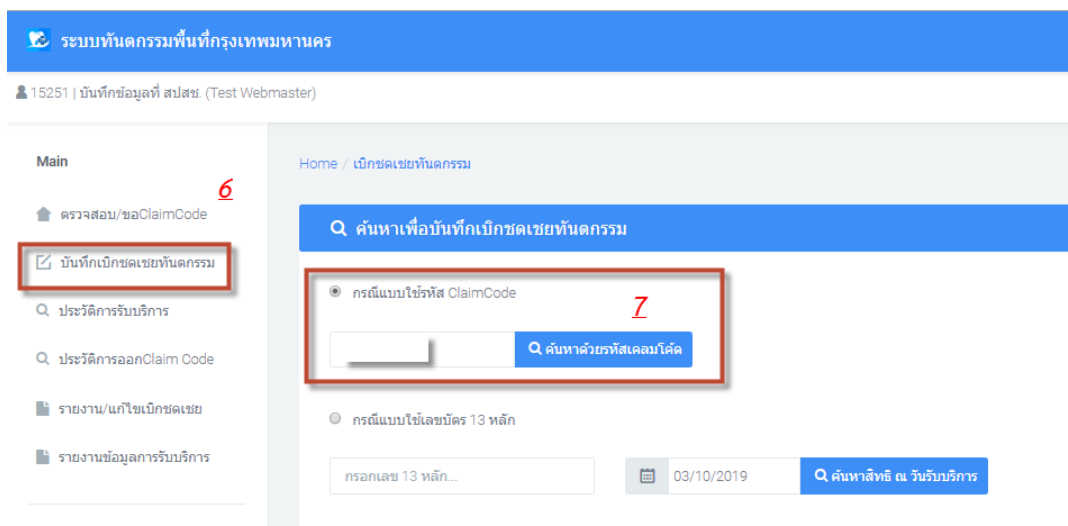 ระบบทันตกรรมพื้นที่กรุงเทพมหานคร
15251 | บันทึกข้อมูลที่ สปสช. (Test Webmaster)
Main
6
ตรวจสอบ/ขอClaimCode
บันทึกเบิกชดเชยทันตกรรม
ประวัติการรับบริการ
ประวัติการออกClaim Code
รายงาน/แก้ไขเบิกชดเชย
รายงานข้อมูลการรับบริการ
Home / เบิกชดเชยทันตกรรม
ค้นหาเพื่อบันทึกเบิกชดเชยทันตกรรม
กรณีแบบใช้รหัส ClaimCode
7
ค้นหาด้วยรหัสเคลมโค้ด
กรณีแบบใช้เลขบัตร 13 หลัก
กรอกเลข 13 หลัก... 03/10/2019 ค้นหาสิทธิ ณ วันรับบริการ